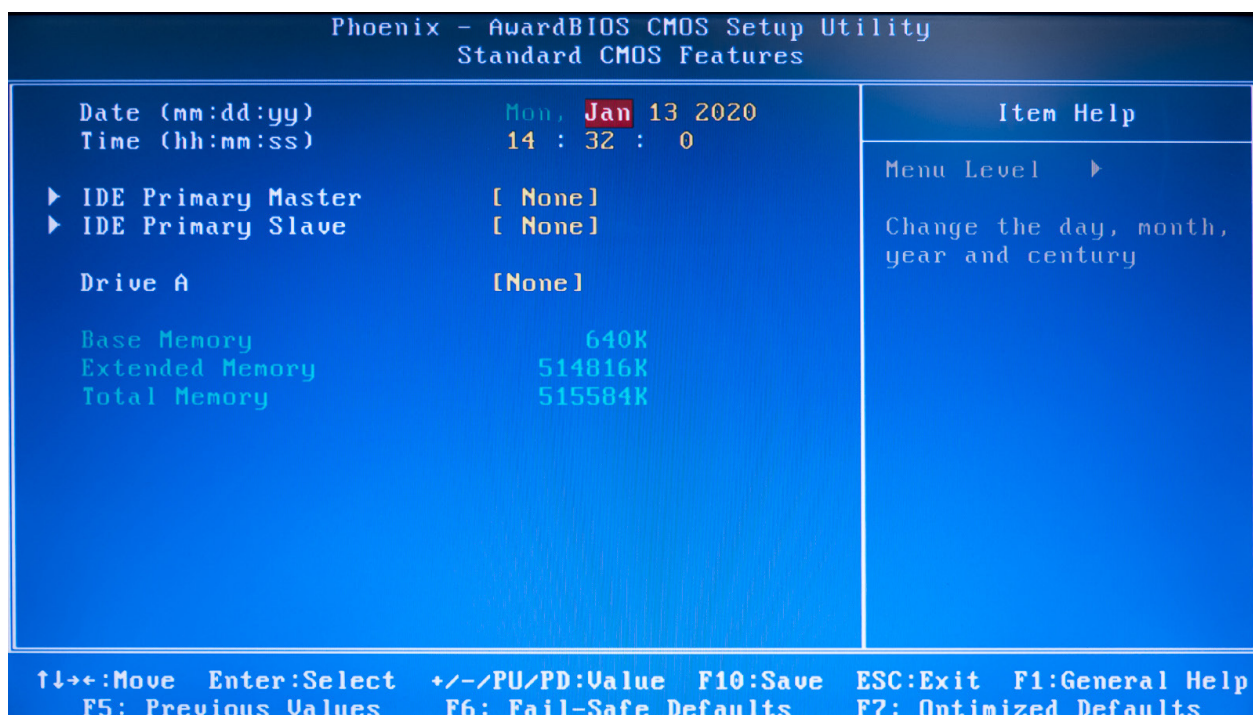 Phoenix - AwardBIOS CMOS Setup Utility
Standard CMOS Features
Date (mm:dd:yy) Mon, Jan 13 2020
Time (hh:mm:ss) 14 : 32 : 0
IDE Primary Master [ None]
IDE Primary Slave [ None]
Drive A [None]
Base Memory 640K
Extended Memory 514816K
Total Memory 515584K
Item Help
Menu Level ▶
Change the day, month,
year and century
↑↓→←:Move Enter:Select +/-/PU/PD:Value F10:Save ESC:Exit F1:General Help
F5: Previous Values F6: Fail-Safe Defaults F7: Optimized Defaults